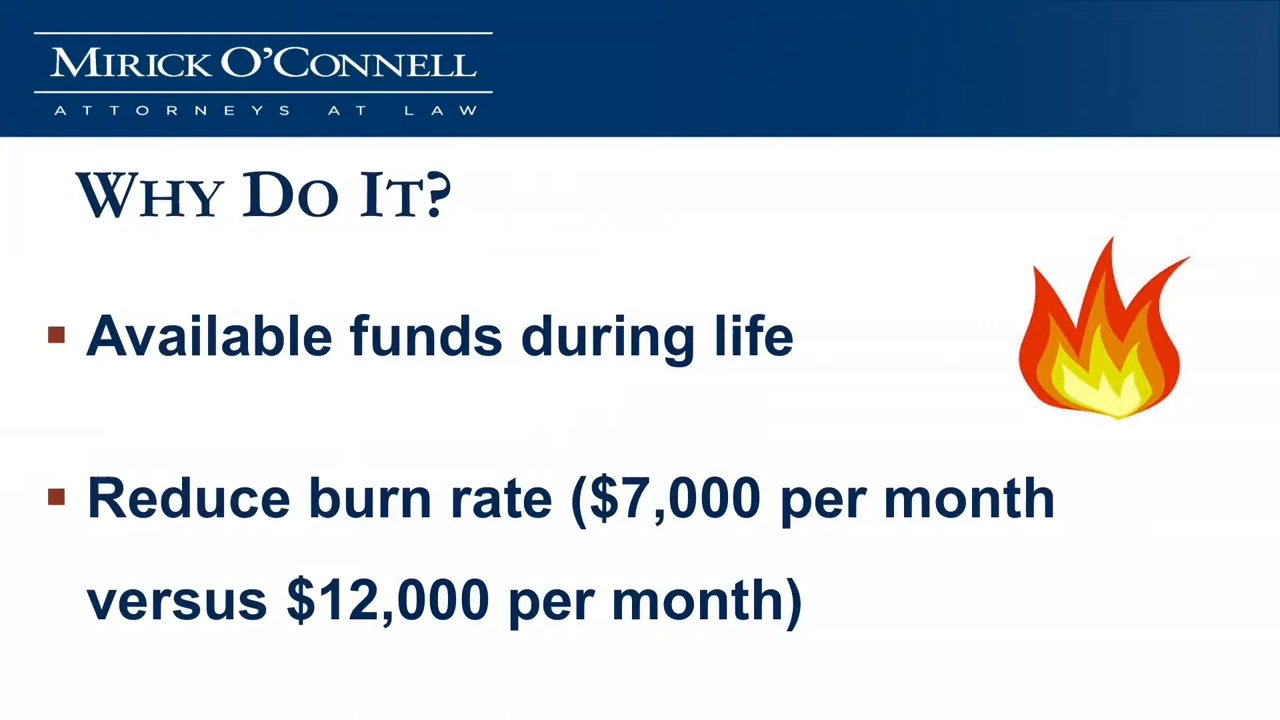 MIRICK O'CONNELL
ATTORNEYS AT LAW
WHY DO IT?
Available funds during life
Reduce burn rate ($7,000 per month
versus $12,000 per month)